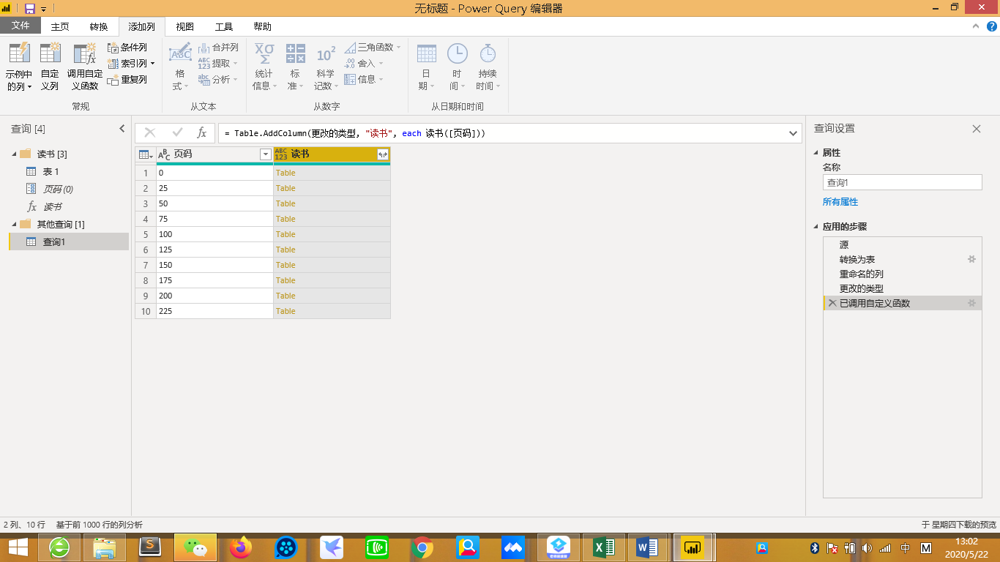 无标题 - Power Query 编辑器
文件 主页 转换 添加列 视图 工具 帮助
示例中的列
自定义列
调用自定义函数
条件列
索引列
重复列
常规
格式
合并列
提取
分析
从文本
统计信息
标准
科学记数
三角函数
舍入
信息
从数字
日期
时间
持续时间
从日期和时间
查询 [4]
读书 [3]
表 1
页码 (0)
读书
其他查询 [1]
查询1
= Table.AddColumn(更改的类型, "读书", each 读书([页码]))
页码 读书
1 0 Table
2 25 Table
3 50 Table
4 75 Table
5 100 Table
6 125 Table
7 150 Table
8 175 Table
9 200 Table
10 225 Table
查询设置
属性
名称
查询1
所有属性
应用的步骤
源
转换为表
重命名的列
更改的类型
已调用自定义函数
2 列、10 行 基于前 1000 行的列分析
于 星期四下载的预览
中 M
13:02
2020/5/22